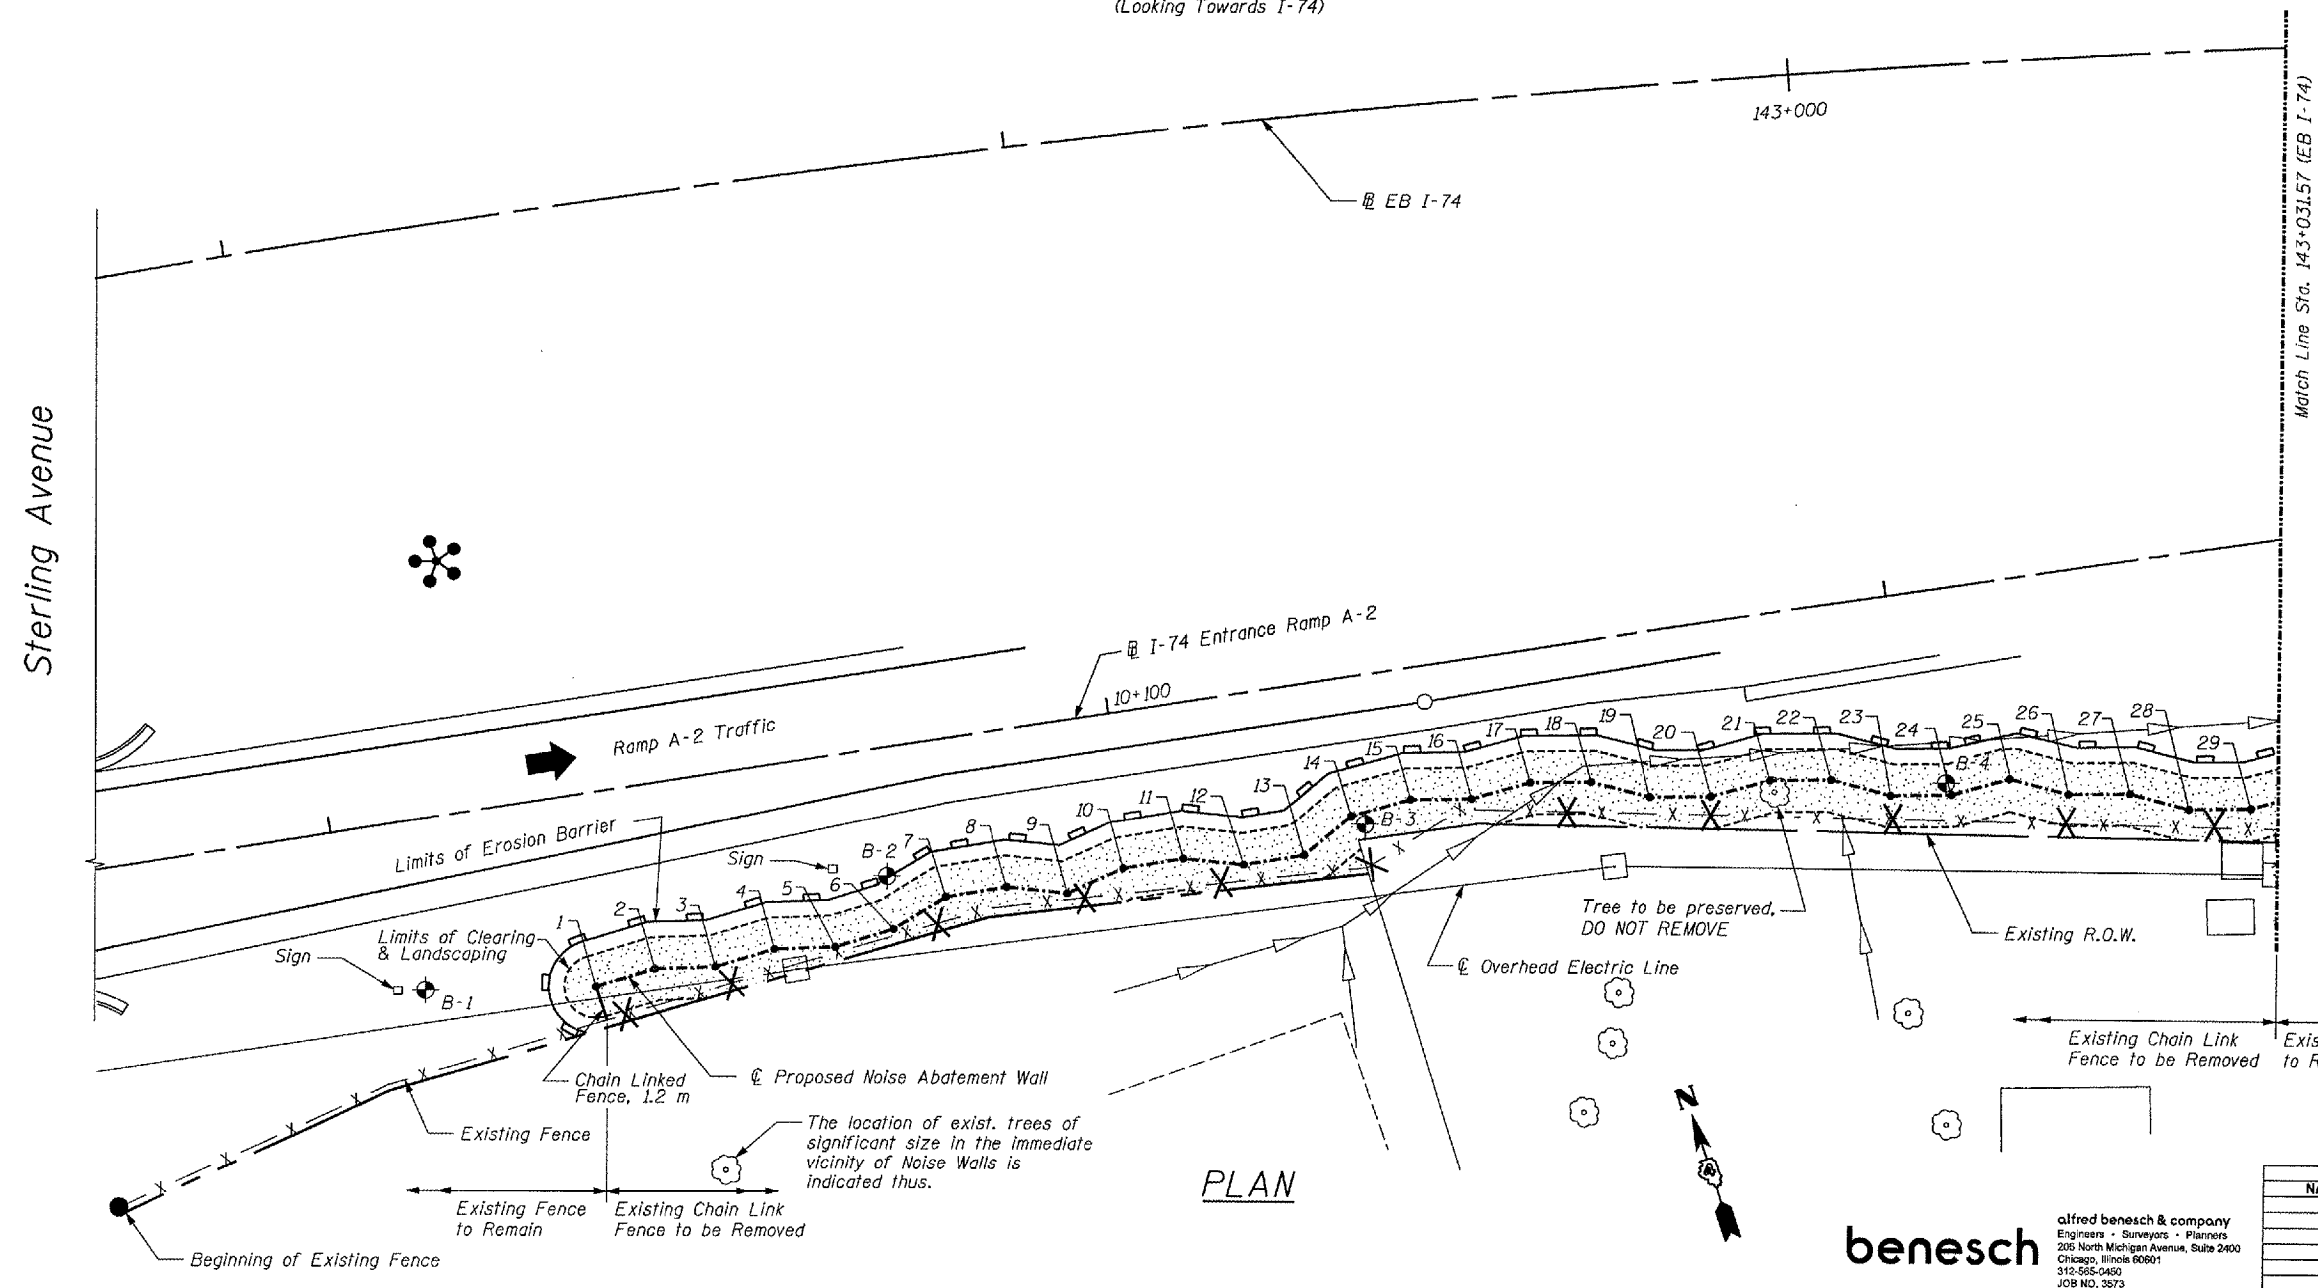 (Looking Towards I-74)
143+000
Match Line Sta. 143+031.57 (EB I-74)
℄ EB I-74
Sterling Avenue
℄ I-74 Entrance Ramp A-2
10+100
Ramp A-2 Traffic
Limits of Erosion Barrier
Sign
B-2
1
2
3
4
5
6
7
8
9
10
11
12
13
14
15
16
17
18
19
20
21
22
23
24
25
26
27
28
29
B-3
B-4
Limits of Clearing
& Landscaping
Sign
B-1
Tree to be preserved,
DO NOT REMOVE
Existing R.O.W.
℄ Overhead Electric Line
Existing Chain Link
Fence to be Removed
to
Chain Linked
Fence, 1.2 m
℄ Proposed Noise Abatement Wall
Existing Fence
The location of exist. trees of
significant size in the immediate
vicinity of Noise Walls is
indicated thus.
N
PLAN
Existing Fence
to Remain
Existing Chain Link
Fence to be Removed
Beginning of Existing Fence
benesch
alfred benesch & company
Engineers • Surveyors • Planners
205 North Michigan Avenue, Suite 2400
Chicago, Illinois 60601
312-565-0450
JOB NO. 3573